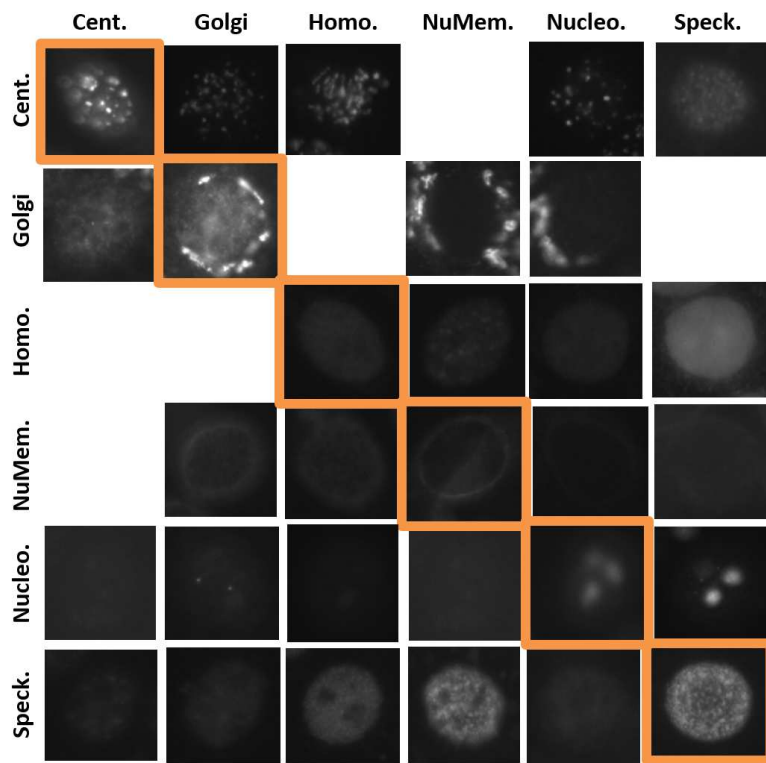 Cent. Golgi Homo. NuMem. Nucleo. Speck.
Cent.
Golgi
Homo.
NuMem.
Nucleo.
Speck.